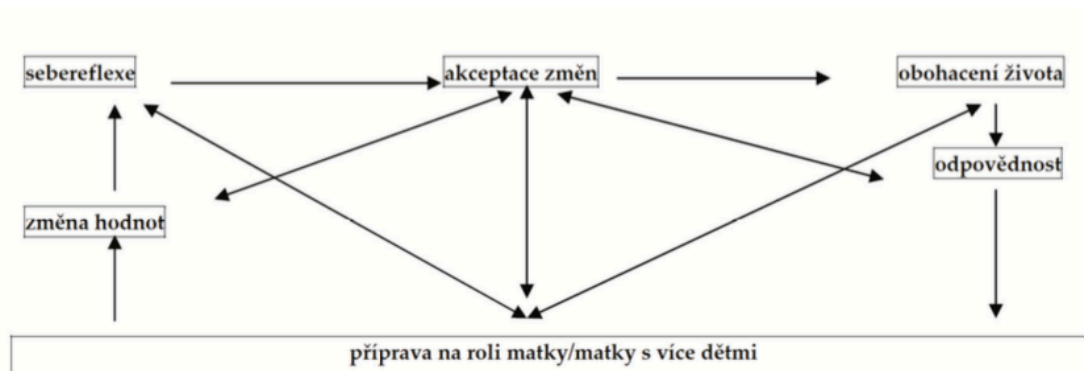 sebereflexe
akceptace změn
obohacení života
odpovědnost
změna hodnot
příprava na roli matky/matky s více dětmi